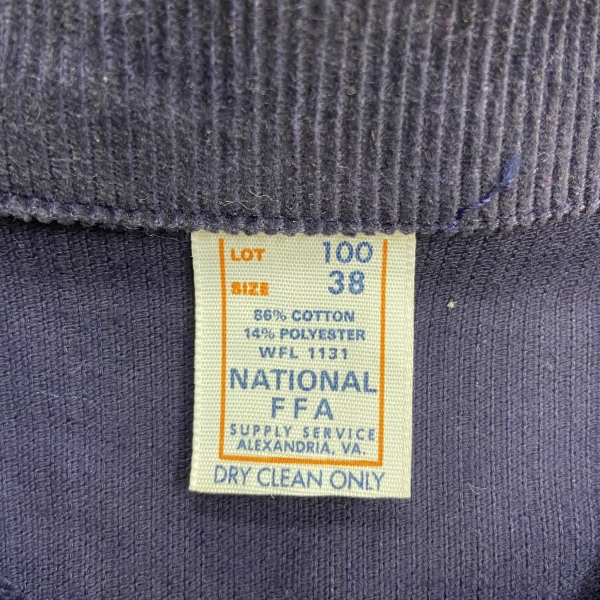 LOT 100
SIZE 38
86% COTTON
14% POLYESTER
WFL 1131
NATIONAL
FFA
SUPPLY SERVICE
ALEXANDRIA, VA.
DRY CLEAN ONLY